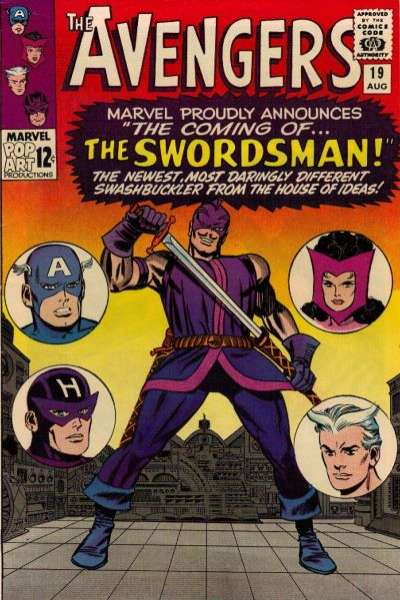 THE AVENGERS
APPROVED
BY THE
COMICS
CODE
AUTHORITY
19
AUG
MARVEL
POP
ART
PRODUCTIONS
12¢
MARVEL PROUDLY ANNOUNCES
"THE COMING OF...
THE SWORDSMAN!"
THE NEWEST, MOST DARINGLY DIFFERENT
SWASHBUCKLER FROM THE HOUSE OF IDEAS!
A
H